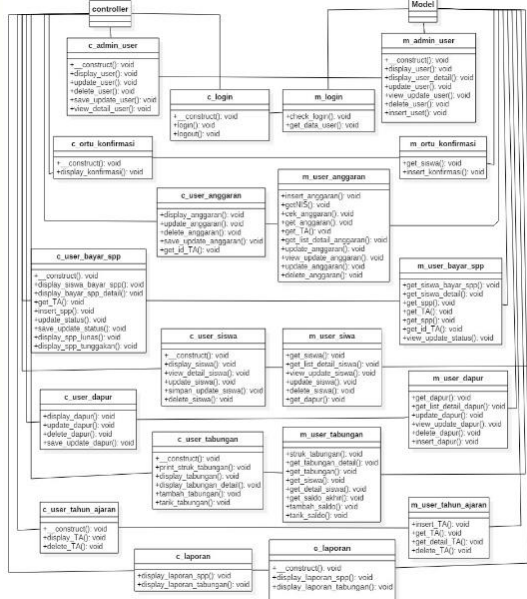 controller
Model
c_admin_user
+__construct(): void
+display_user(): void
+update_user(): void
+delete_user(): void
+save_update_user(): void
+view_detail_user(): void
m_admin_user
+__construct(): void
+display_user(): void
+display_user_detail(): void
+update_user(): void
+view_update_user(): void
+delete_user(): void
+insert_user(): void
c_login
+__construct(): void
+login(): void
+logout(): void
m_login
+check_login(): void
+get_data_user(): void
c_ortu_konfirmasi
+__construct(): void
+display_konfirmasi(): void
m_ortu_konfirmasi
+get_siswa(): void
+insert_konfirmasi(): void
c_user_anggaran
+display_anggaran(): void
+update_anggaran(): void
+delete_anggaran(): void
+save_update_anggaran(): void
+get_id_TA(): void
m_user_anggaran
+insert_anggaran(): void
+getNIS(): void
+cek_anggaran(): void
+get_anggaran(): void
+get_TA(): void
+get_list_detail_anggaran(): void
+update_anggaran(): void
+view_update_anggaran(): void
+update_anggaran(): void
+delete_anggaran(): void
c_user_bayar_spp
+__construct(): void
+display_siswa_bayar_spp(): void
+display_bayar_spp_detail(): void
+get_TA(): void
+insert_spp(): void
+update_status(): void
+save_update_status(): void
+display_spp_lunas(): void
+display_spp_tunggakan(): void
m_user_bayar_spp
+get_siswa_bayar_spp(): void
+get_siswa_detail(): void
+get_spp(): void
+get_TA(): void
+get_spp(): void
+get_id_TA(): void
+view_update_status(): void
c_user_siswa
+__construct(): void
+display_siswa(): void
+view_detail_siswa(): void
+update_siswa(): void
+simpan_update_siswa(): void
+delete_siswa(): void
m_user_siwa
+get_siswa(): void
+get_list_detail_siswa(): void
+view_update_siswa(): void
+update_siswa(): void
+delete_siswa(): void
+get_dapur(): void
c_user_dapur
+display_dapur(): void
+update_dapur(): void
+delete_dapur(): void
+save_update_dapur(): void
m_user_dapur
+get_dapur(): void
+get_list_detail_dapur(): void
+update_dapur(): void
+view_update_dapur(): void
+delete_dapur(): void
+insert_dapur(): void
c_user_tabungan
+__construct(): void
+print_struk_tabungan(): void
+display_tabungan(): void
+display_tabungan_detail(): void
+tambah_tabungan(): void
+tarik_tabungan(): void
m_user_tabungan
+struk_tabungan(): void
+get_tabungan_detail(): void
+get_tabungan(): void
+get_siswa(): void
+get_detail_siswa(): void
+get_saldo_akhir(): void
+tambah_saldo(): void
+tarik_saldo(): void
c_user_tahun_ajaran
+__construct(): void
+display_TA(): void
+delete_TA(): void
m_user_tahun_ajaran
+insert_TA(): void
+get_TA(): void
+get_detail_TA(): void
+delete_TA(): void
c_laporan
+display_laporan_spp(): void
+display_laporan_tabungan(): void
o_laporan
+__construct(): void
+display_laporan_spp(): void
+display_laporan_tabungan(): void